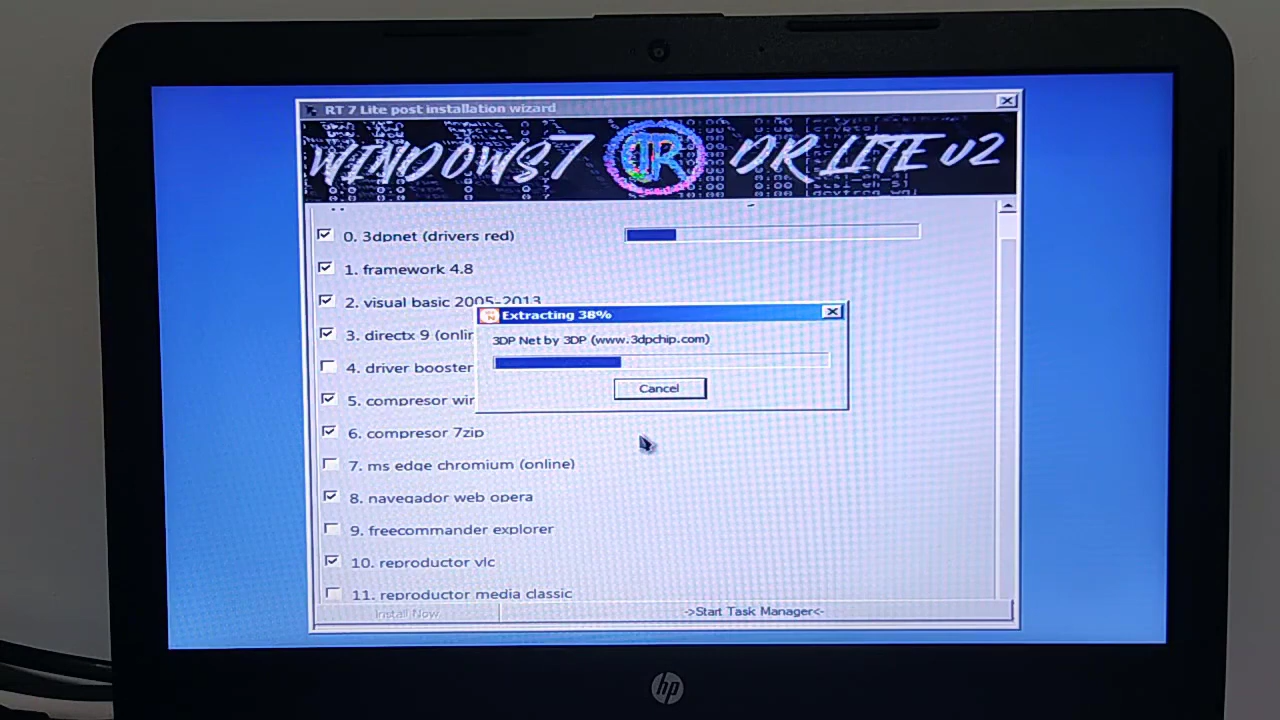 RT 7 Lite post installation wizard
WINDOWS7 DR DR LITE v2
0. 3dpnet (drivers red)
1. framework 4.8
2. visual basic 2005-2013
Extracting 38%
3. directx 9 (onlin
3DP Net by 3DP (www.3dpchip.com)
4. driver booster
Cancel
5. compresor win
6. compresor 7zip
7. ms edge chromium (online)
8. navegador web opera
9. freecommander explorer
10. reproductor vlc
11. reproductor media classic
Install Now
->Start Task Manager<-
hp